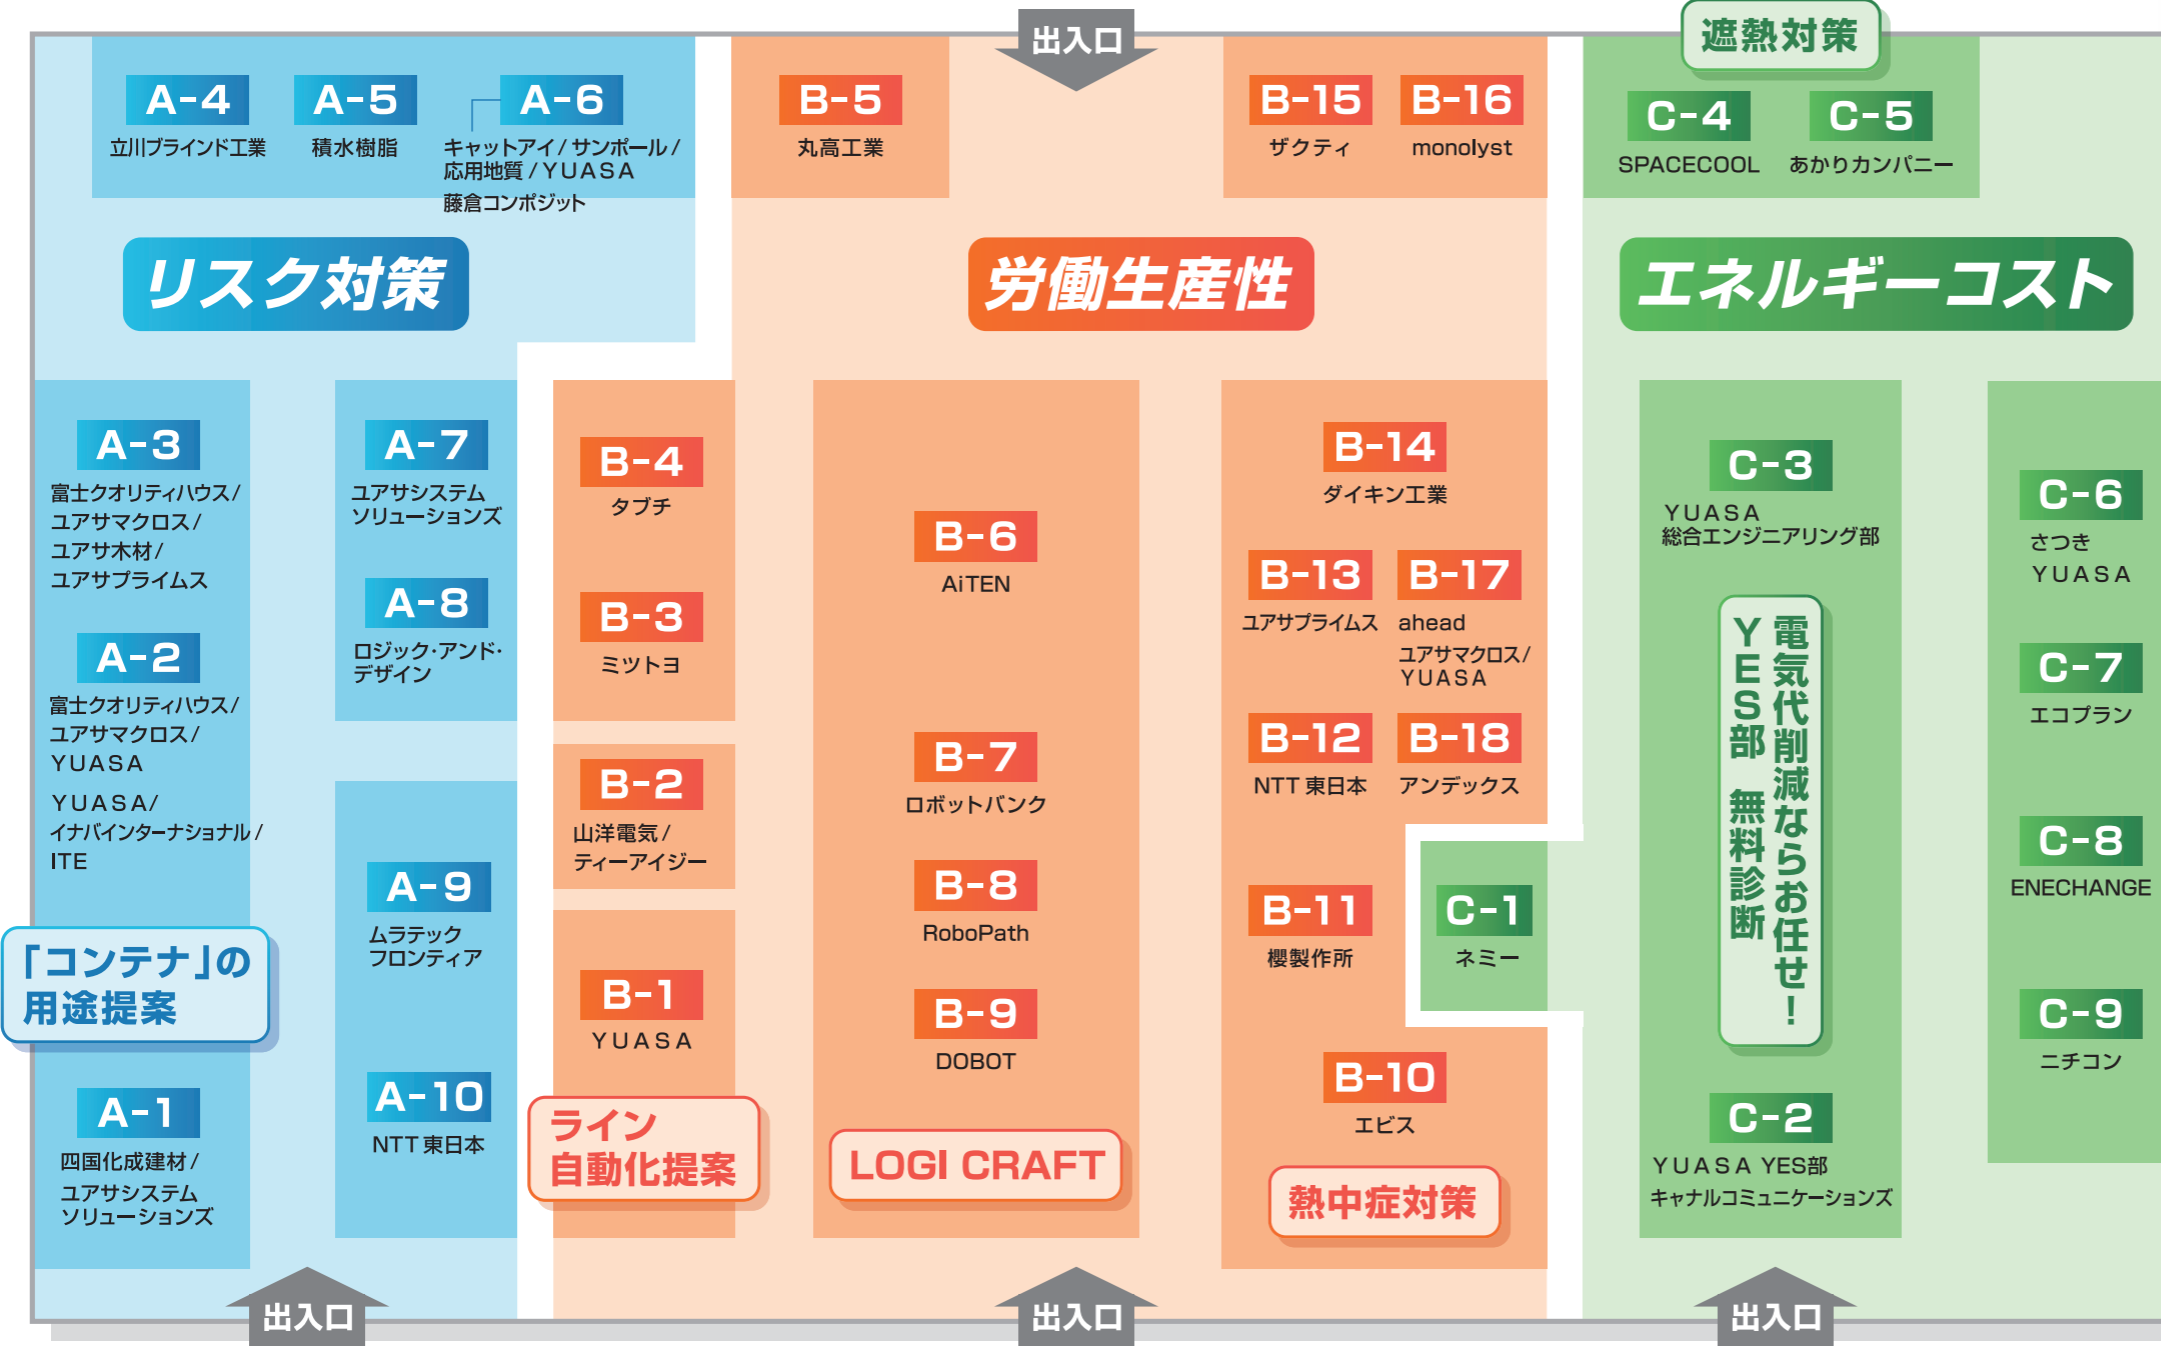 出入口
遮熱対策
A-4
立川ブラインド工業
A-5
積水樹脂
A-6
キャットアイ/サンポール/
応用地質/YUASA
藤倉コンポジット
B-5
丸高工業
B-15
ザクティ
B-16
monolyst
C-4
SPACECOOL
C-5
あかりカンパニー
リスク対策
労働生産性
エネルギーコスト
A-3
富士クオリティハウス/
ユアサマクロス/
ユアサ木材/
ユアサプライムス
A-2
富士クオリティハウス/
ユアサマクロス/
YUASA
YUASA/
イナバインターナショナル/
ITE
「コンテナ」の
用途提案
A-1
四国化成建材/
ユアサシステム
ソリューションズ
A-7
ユアサシステム
ソリューションズ
A-8
ロジック・アンド・
デザイン
A-9
ムラテック
フロンティア
A-10
NTT東日本
B-4
タブチ
B-3
ミツトヨ
B-2
山洋電気/
ティーアイジー
B-1
YUASA
ライン
自動化提案
B-6
AiTEN
B-7
ロボットバンク
B-8
RoboPath
B-9
DOBOT
LOGI CRAFT
B-14
ダイキン工業
B-13
ユアサプライムス
B-17
ahead
ユアサマクロス/
YUASA
B-12
NTT東日本
B-18
アンデックス
B-11
櫻製作所
C-1
ネミー
B-10
エビス
熱中症対策
C-3
YUASA
総合エンジニアリング部
電気代削減ならお任せ!
YES部 無料診断
C-2
YUASA YES部
キャナルコミュニケーションズ
C-6
さつき
YUASA
C-7
エコプラン
C-8
ENECHANGE
C-9
ニチコン
出入口
出入口
出入口